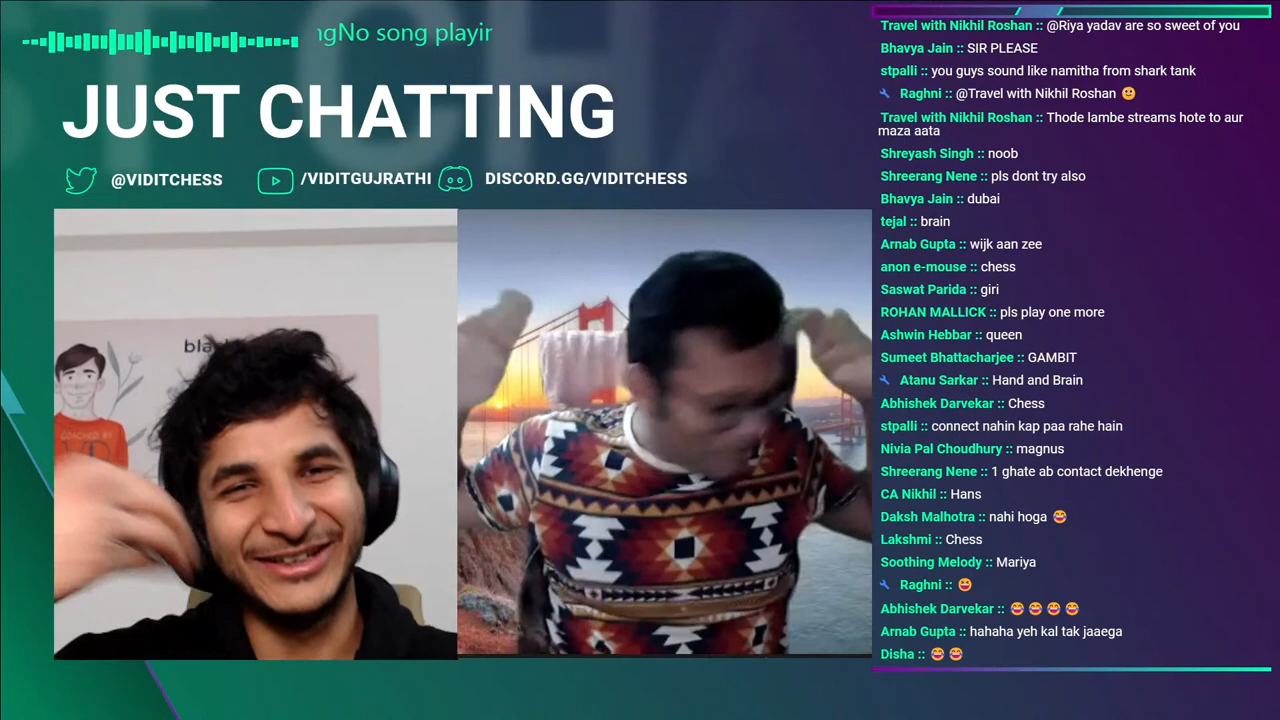 ngNo song playir
JUST CHATTING
@VIDITCHESS /VIDITGUJRATHI DISCORD.GG/VIDITCHESS
COACHED BY
Travel with Nikhil Roshan :: @Riya yadav are so sweet of you
Bhavya Jain :: SIR PLEASE
stpalli :: you guys sound like namitha from shark tank
Raghni :: @Travel with Nikhil Roshan 🙂
Travel with Nikhil Roshan :: Thode lambe streams hote to aur
maza aata
Shreyash Singh :: noob
Shreerang Nene :: pls dont try also
Bhavya Jain :: dubai
tejal :: brain
Arnab Gupta :: wijk aan zee
anon e-mouse :: chess
Saswat Parida :: giri
ROHAN MALLICK :: pls play one more
Ashwin Hebbar :: queen
Sumeet Bhattacharjee :: GAMBIT
Atanu Sarkar :: Hand and Brain
Abhishek Darvekar :: Chess
stpalli :: connect nahin kap paa rahe hain
Nivia Pal Choudhury :: magnus
Shreerang Nene :: 1 ghate ab contact dekhenge
CA Nikhil :: Hans
Daksh Malhotra :: nahi hoga 😂
Lakshmi :: Chess
Soothing Melody :: Mariya
Raghni :: 😄
Abhishek Darvekar :: 😂 😂 😂 😂
Arnab Gupta :: hahaha yeh kal tak jaaega
Disha :: 😂 😂